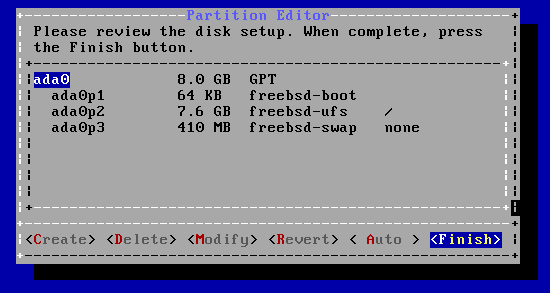 Partition Editor
Please review the disk setup. When complete, press
the Finish button.
ada0 8.0 GB GPT
ada0p1 64 KB freebsd-boot
ada0p2 7.6 GB freebsd-ufs /
ada0p3 410 MB freebsd-swap none
<Create> <Delete> <Modify> <Revert> < Auto > <Finish>